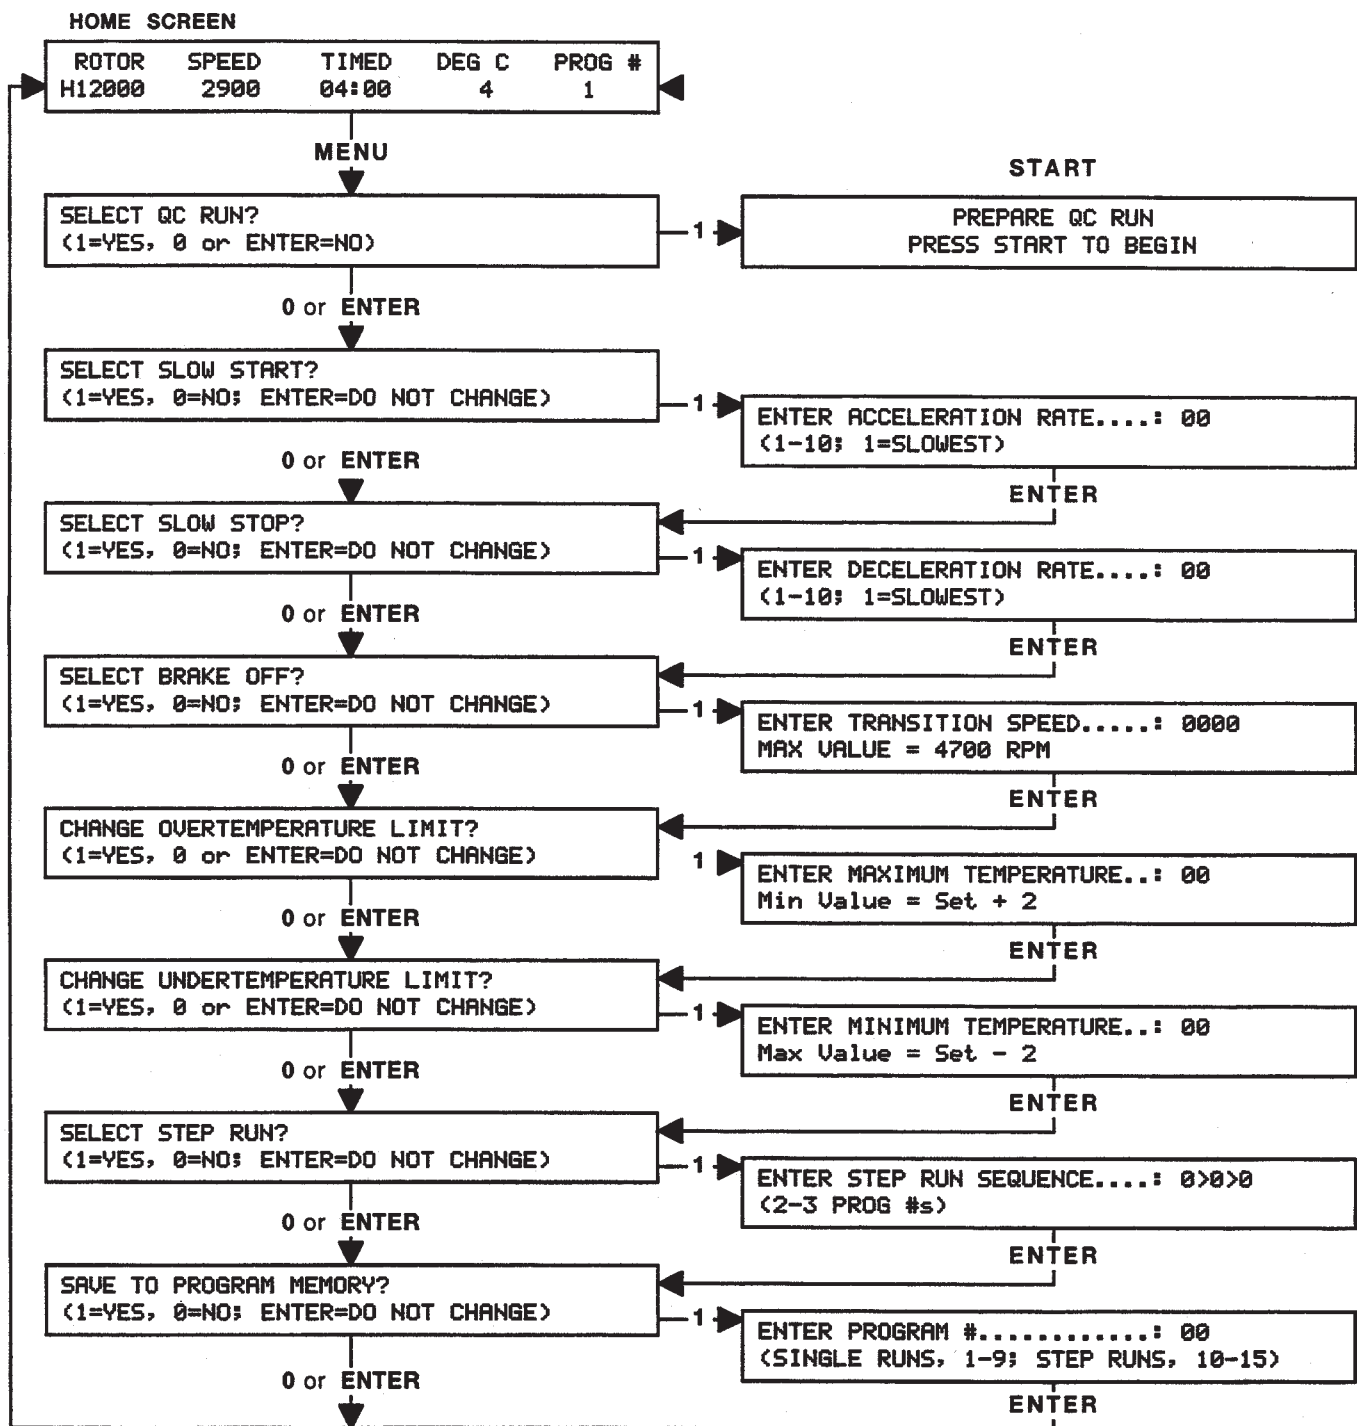 HOME SCREEN
ROTOR SPEED TIMED DEG C PROG #
H12000 2900 04:00 4 1
MENU
START
SELECT QC RUN?
(1=YES, 0 or ENTER=NO)
1
PREPARE QC RUN
PRESS START TO BEGIN
0 or ENTER
SELECT SLOW START?
(1=YES, 0=NO; ENTER=DO NOT CHANGE)
1
ENTER ACCELERATION RATE....: 00
(1-10; 1=SLOWEST)
0 or ENTER
ENTER
SELECT SLOW STOP?
(1=YES, 0=NO; ENTER=DO NOT CHANGE)
1
ENTER DECELERATION RATE....: 00
(1-10; 1=SLOWEST)
0 or ENTER
ENTER
SELECT BRAKE OFF?
(1=YES, 0=NO; ENTER=DO NOT CHANGE)
1
ENTER TRANSITION SPEED.....: 0000
MAX VALUE = 4700 RPM
0 or ENTER
ENTER
CHANGE OVERTEMPERATURE LIMIT?
(1=YES, 0 or ENTER=DO NOT CHANGE)
1
ENTER MAXIMUM TEMPERATURE..: 00
Min Value = Set + 2
0 or ENTER
ENTER
CHANGE UNDERTEMPERATURE LIMIT?
(1=YES, 0 or ENTER=DO NOT CHANGE)
1
ENTER MINIMUM TEMPERATURE..: 00
Max Value = Set - 2
0 or ENTER
ENTER
SELECT STEP RUN?
(1=YES, 0=NO; ENTER=DO NOT CHANGE)
1
ENTER STEP RUN SEQUENCE....: 0>0>0
(2-3 PROG #s)
0 or ENTER
ENTER
SAVE TO PROGRAM MEMORY?
(1=YES, 0=NO; ENTER=DO NOT CHANGE)
1
ENTER PROGRAM #............: 00
(SINGLE RUNS, 1-9; STEP RUNS, 10-15)
0 or ENTER
ENTER